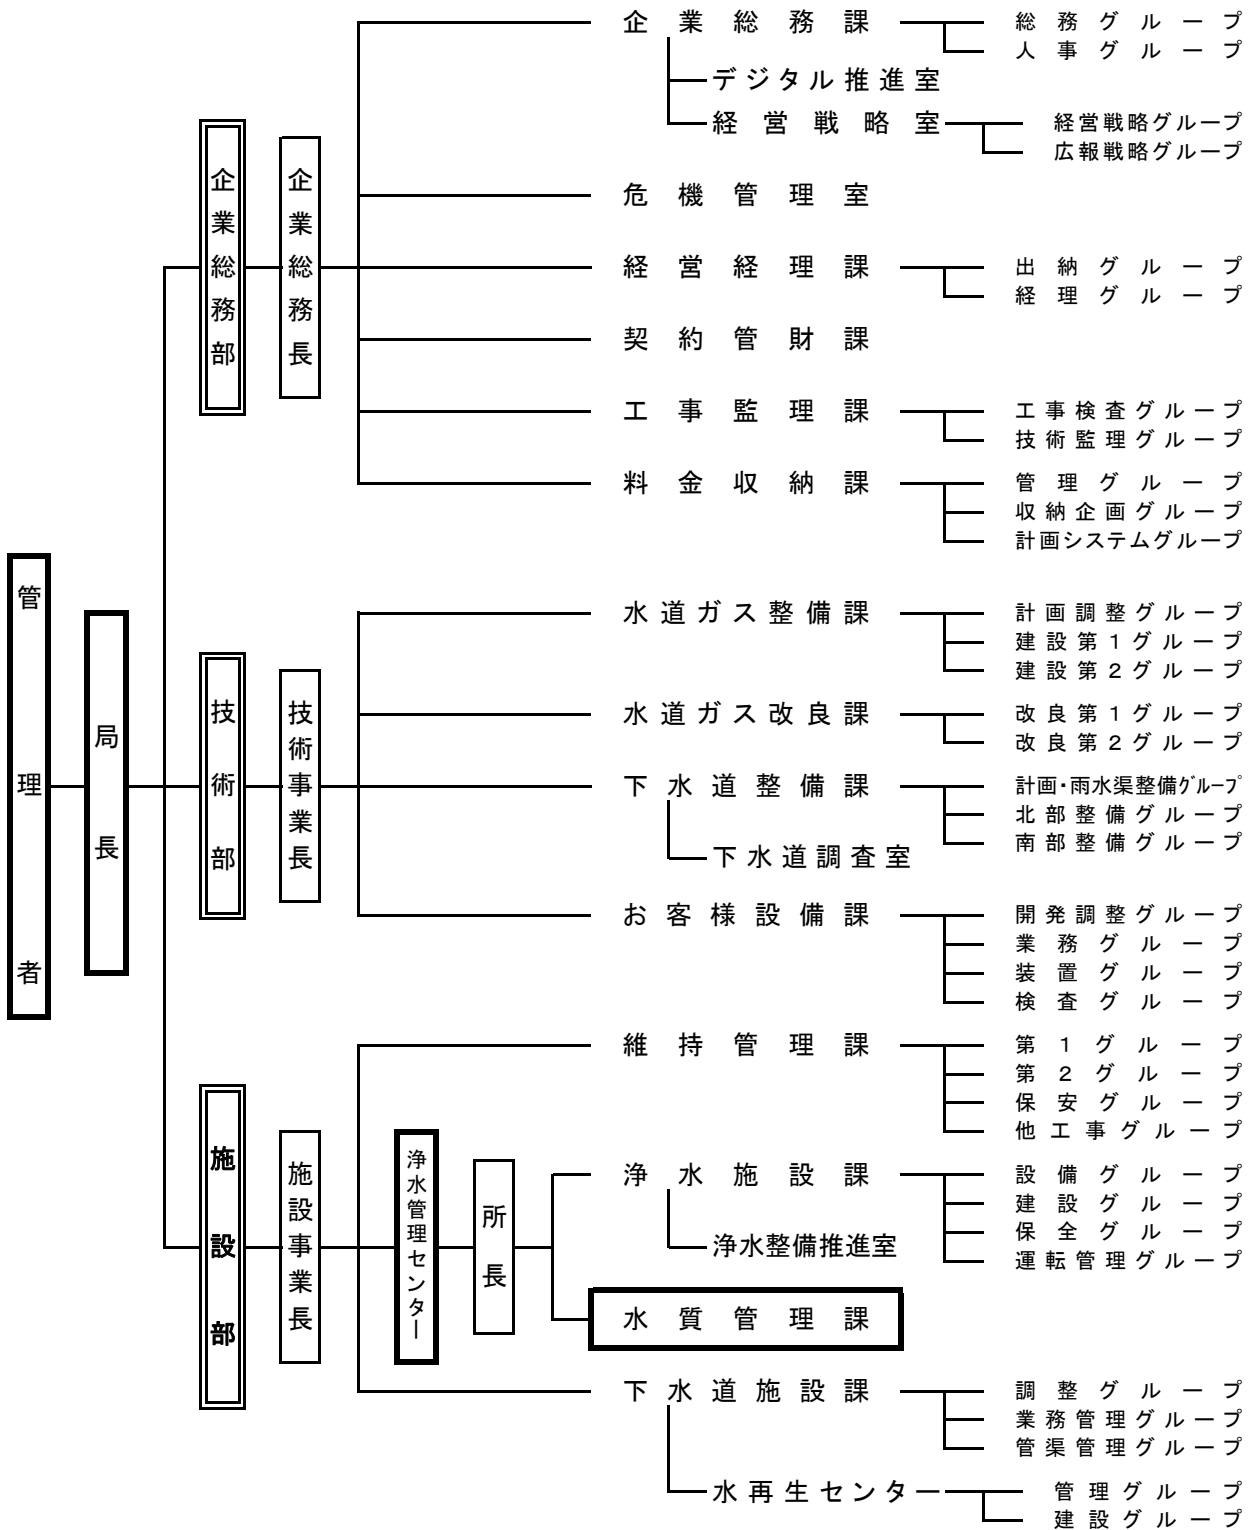 管理者
局長
企業総務部
企業総務長
企業総務課
総務グループ
人事グループ
デジタル推進室
経営戦略室
経営戦略グループ
広報戦略グループ
危機管理室
経営経理課
出納グループ
経理グループ
契約管財課
工事監理課
工事検査グループ
技術監理グループ
料金収納課
管理グループ
収納企画グループ
計画システムグループ
技術部
技術事業長
水道ガス整備課
計画調整グループ
建設第1グループ
建設第2グループ
水道ガス改良課
改良第1グループ
改良第2グループ
下水道整備課
計画・雨水渠整備グループ
北部整備グループ
南部整備グループ
下水道調査室
お客様設備課
開発調整グループ
業務グループ
装置グループ
検査グループ
施設部
施設事業長
維持管理課
第1グループ
第2グループ
保安グループ
他工事グループ
浄水管理センター
所長
浄水施設課
設備グループ
建設グループ
保全グループ
運転管理グループ
浄水整備推進室
水質管理課
下水道施設課
調整グループ
業務管理グループ
管渠管理グループ
水再生センター
管理グループ
建設グループ